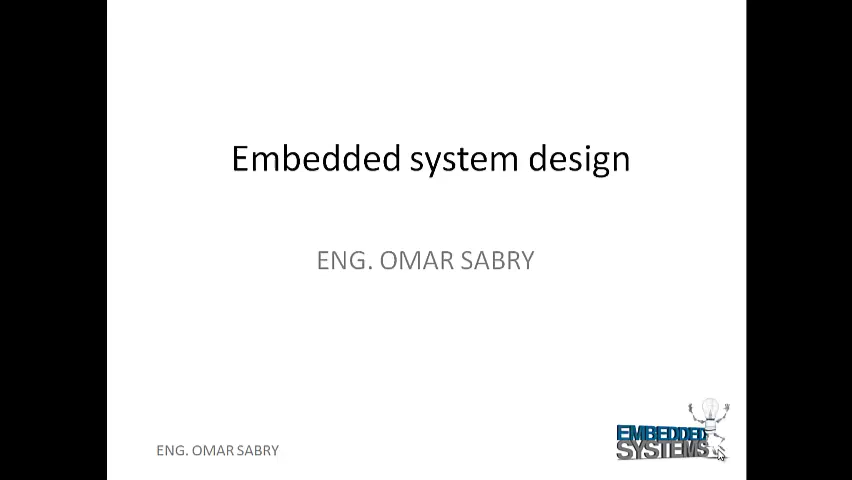 Embedded system design
ENG. OMAR SABRY
ENG. OMAR SABRY
EMBEDDED
SYSTEMS